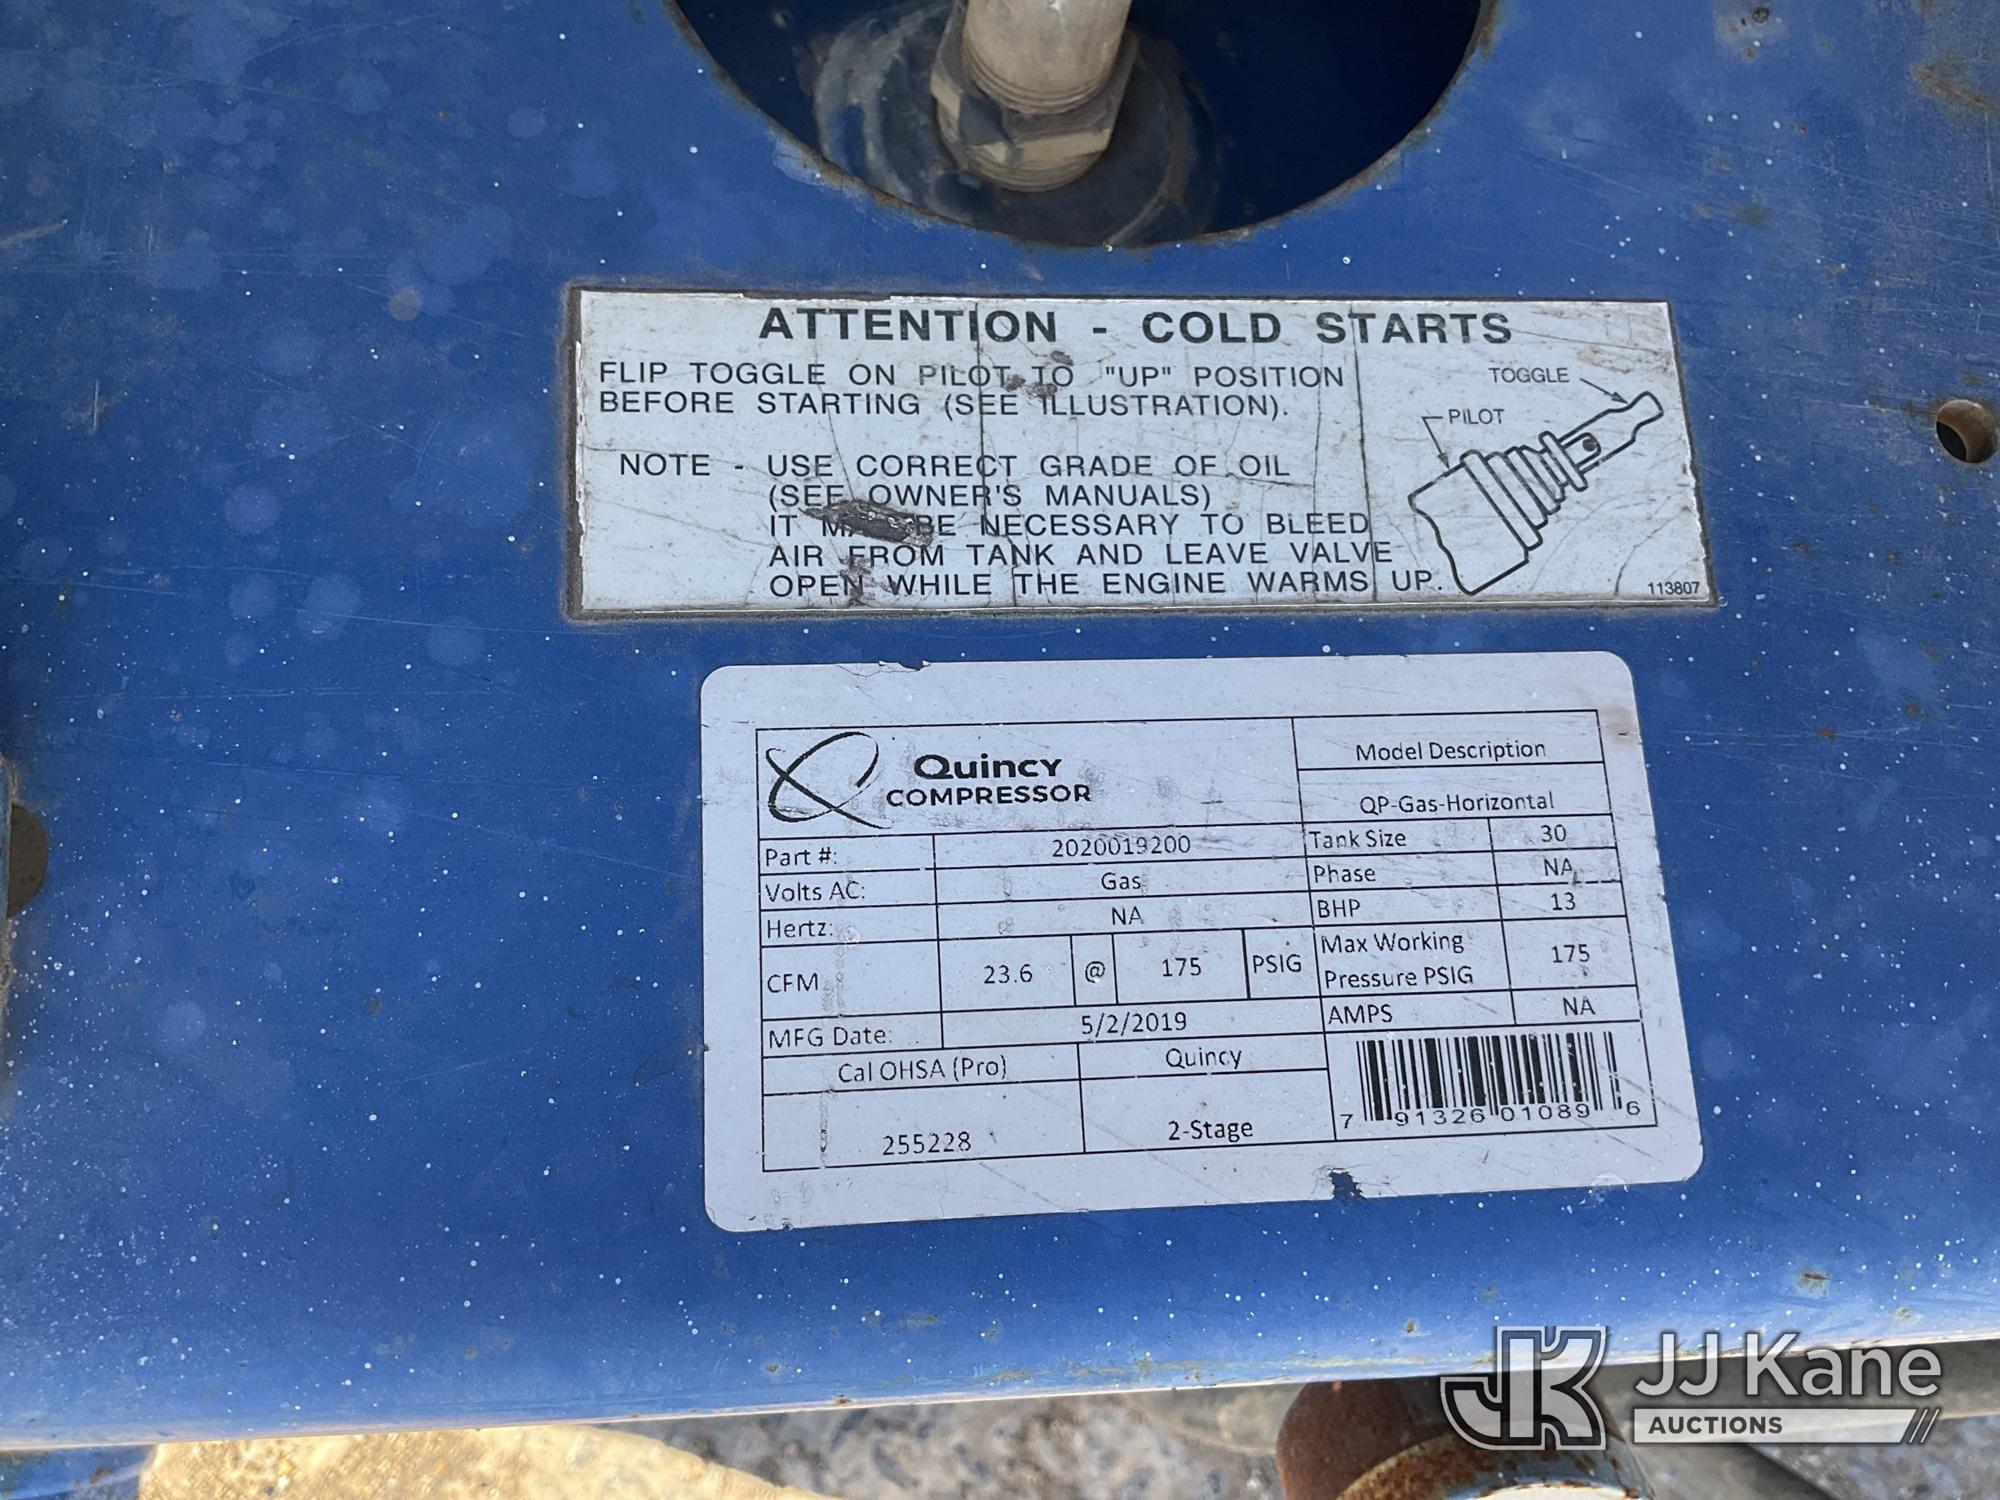 ATTENTION - COLD STARTS
FLIP TOGGLE ON PILOT TO "UP" POSITION
BEFORE STARTING (SEE ILLUSTRATION).
TOGGLE
PILOT
NOTE - USE CORRECT GRADE OF OIL
(SEE OWNER'S MANUALS)
IT MAY BE NECESSARY TO BLEED
AIR FROM TANK AND LEAVE VALVE
OPEN WHILE THE ENGINE WARMS UP.
113807
Quincy
COMPRESSOR
Model Description
QP-Gas-Horizontal
Part #: 2020019200 Tank Size 30
Volts AC: Gas Phase NA
Hertz: NA BHP 13
CFM 23.6 @ 175 PSIG Max Working
Pressure PSIG 175
MFG Date: 5/2/2019 AMPS NA
Cal OHSA (Pro) Quincy
255228 2-Stage
7 91326 01089 6
JK JJ Kane
AUCTIONS